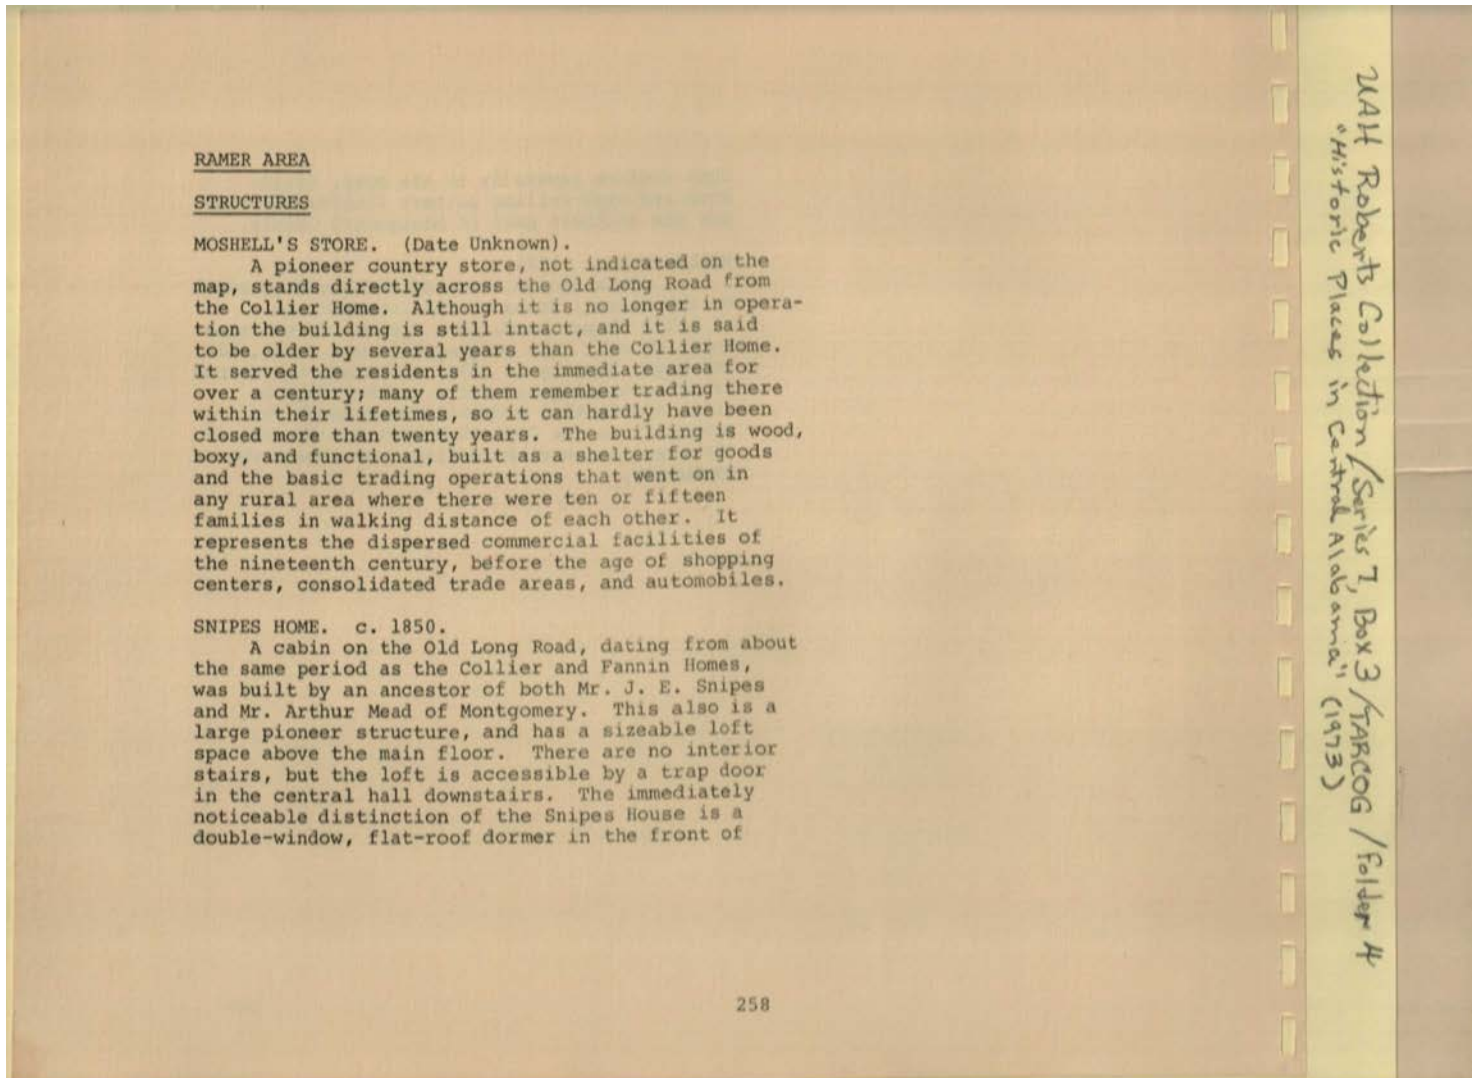 RAMER AREA
STRUCTURES
MOSHELL'S STORE. (Date Unknown).
A pioneer country store, not indicated on the
map, stands directly across the Old Long Road from
the Collier Home. Although it is no longer in opera-
tion the building is still intact, and it is said
to be older by several years than the Collier Home.
It served the residents in the immediate area for
over a century; many of them remember trading there
within their lifetimes, so it can hardly have been
closed more than twenty years. The building is wood,
boxy, and functional, built as a shelter for goods
and the basic trading operations that went on in
any rural area where there were ten or fifteen
families in walking distance of each other. It
represents the dispersed commercial facilities of
the nineteenth century, before the age of shopping
centers, consolidated trade areas, and automobiles.
SNIPES HOME. c. 1850.
A cabin on the Old Long Road, dating from about
the same period as the Collier and Fannin Homes,
was built by an ancestor of both Mr. J. E. Snipes
and Mr. Arthur Mead of Montgomery. This also is a
large pioneer structure, and has a sizeable loft
space above the main floor. There are no interior
stairs, but the loft is accessible by a trap door
in the central hall downstairs. The immediately
noticeable distinction of the Snipes House is a
double-window, flat-roof dormer in the front of
258
UAH Roberts Collection/Series 7, Box 3/TARCOG/Folder 4
"Historic Places in Central Alabama" (1973)